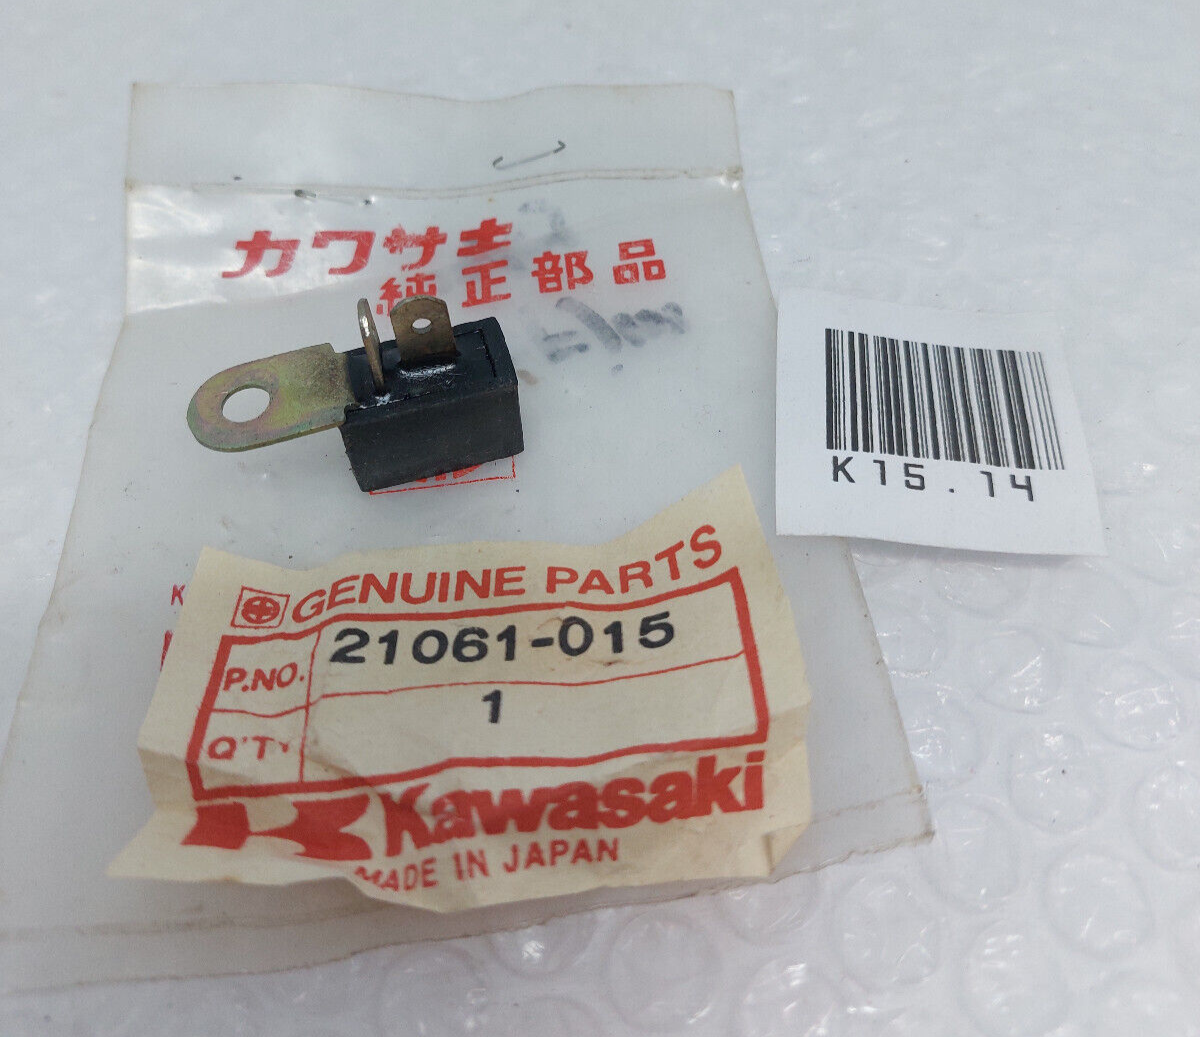 カワサキ
純正部品
K15.14
GENUINE PARTS
P.NO. 21061-015
Q'TY 1
Kawasaki
MADE IN JAPAN